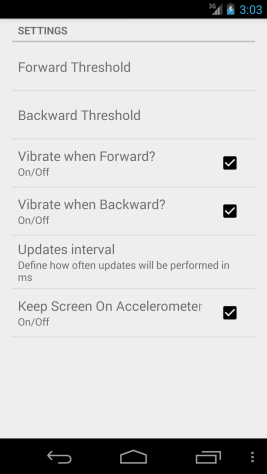 3G 3:03
SETTINGS
Forward Threshold
Backward Threshold
Vibrate when Forward?
On/Off
Vibrate when Backward?
On/Off
Updates interval
Define how often updates will be performed in
ms
Keep Screen On Accelerometer
On/Off